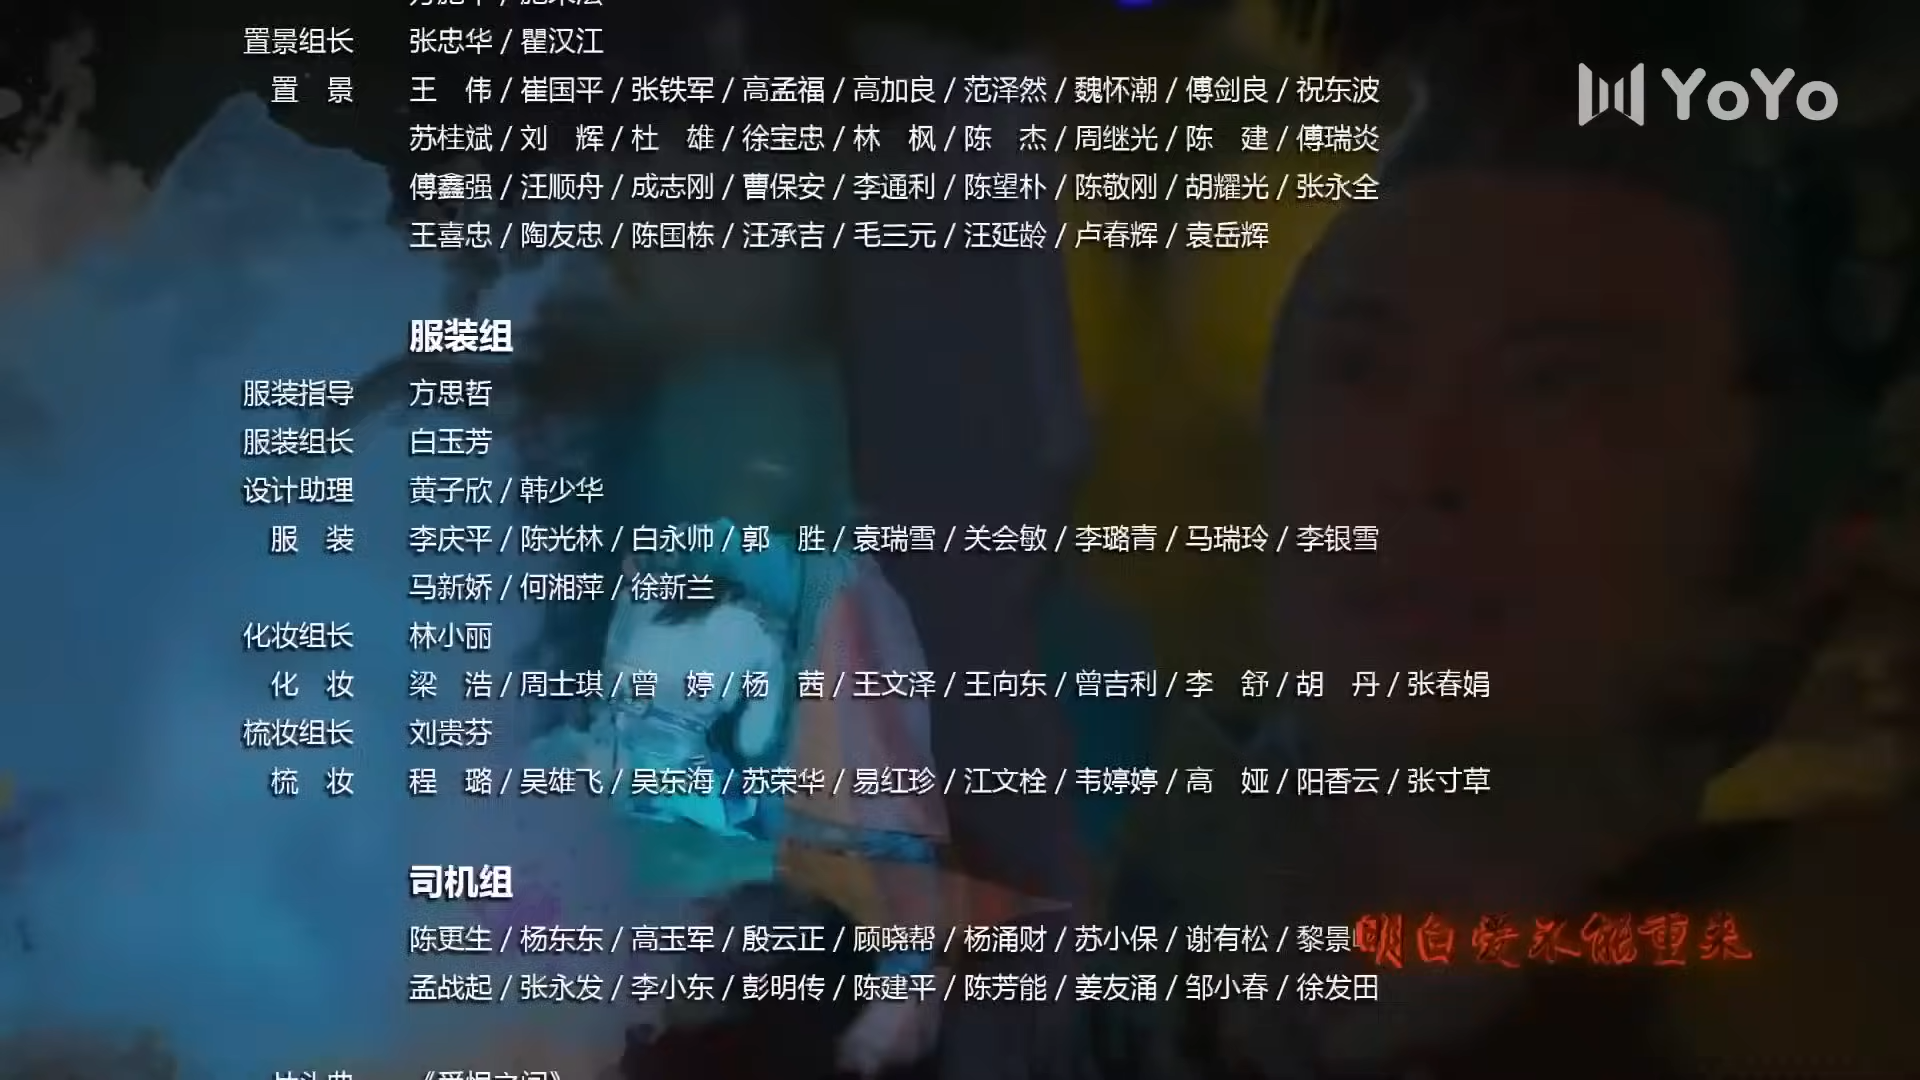 置景组长 张忠华 / 瞿汉江
置 景 王 伟 / 崔国平 / 张铁军 / 高孟福 / 高加良 / 范泽然 / 魏怀潮 / 傅剑良 / 祝东波
苏桂斌 / 刘 辉 / 杜 雄 / 徐宝忠 / 林 枫 / 陈 杰 / 周继光 / 陈 建 / 傅瑞炎
傅鑫强 / 汪顺舟 / 成志刚 / 曹保安 / 李通利 / 陈望朴 / 陈敬刚 / 胡耀光 / 张永全
王喜忠 / 陶友忠 / 陈国栋 / 汪承吉 / 毛三元 / 汪延龄 / 卢春辉 / 袁岳辉
服装组
服装指导 方思哲
服装组长 白玉芳
设计助理 黄子欣 / 韩少华
服 装 李庆平 / 陈光林 / 白永帅 / 郭 胜 / 袁瑞雪 / 关会敏 / 李璐青 / 马瑞玲 / 李银雪
马新娇 / 何湘萍 / 徐新兰
化妆组长 林小丽
化 妆 梁 浩 / 周士琪 / 曾 婷 / 杨 茜 / 王文泽 / 王向东 / 曾吉利 / 李 舒 / 胡 丹 / 张春娟
梳妆组长 刘贵芬
梳 妆 程 璐 / 吴雄飞 / 吴东海 / 苏荣华 / 易红珍 / 江文栓 / 韦婷婷 / 高 娅 / 阳香云 / 张寸草
司机组
陈更生 / 杨东东 / 高玉军 / 殷云正 / 顾晓帮 / 杨涌财 / 苏小保 / 谢有松 / 黎景
明白爱不能重来
孟战起 / 张永发 / 李小东 / 彭明传 / 陈建平 / 陈芳能 / 姜友涌 / 邹小春 / 徐发田
YoYo